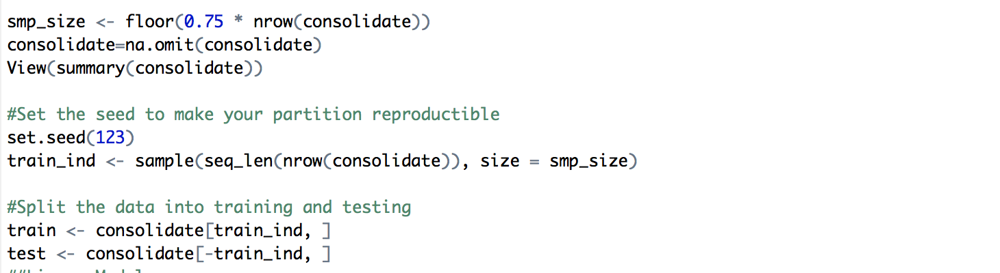 smp_size <- floor(0.75 * nrow(consolidate))
consolidate=na.omit(consolidate)
View(summary(consolidate))
#Set the seed to make your partition reproductible
set.seed(123)
train_ind <- sample(seq_len(nrow(consolidate)), size = smp_size)
#Split the data into training and testing
train <- consolidate[train_ind, ]
test <- consolidate[-train_ind, ]